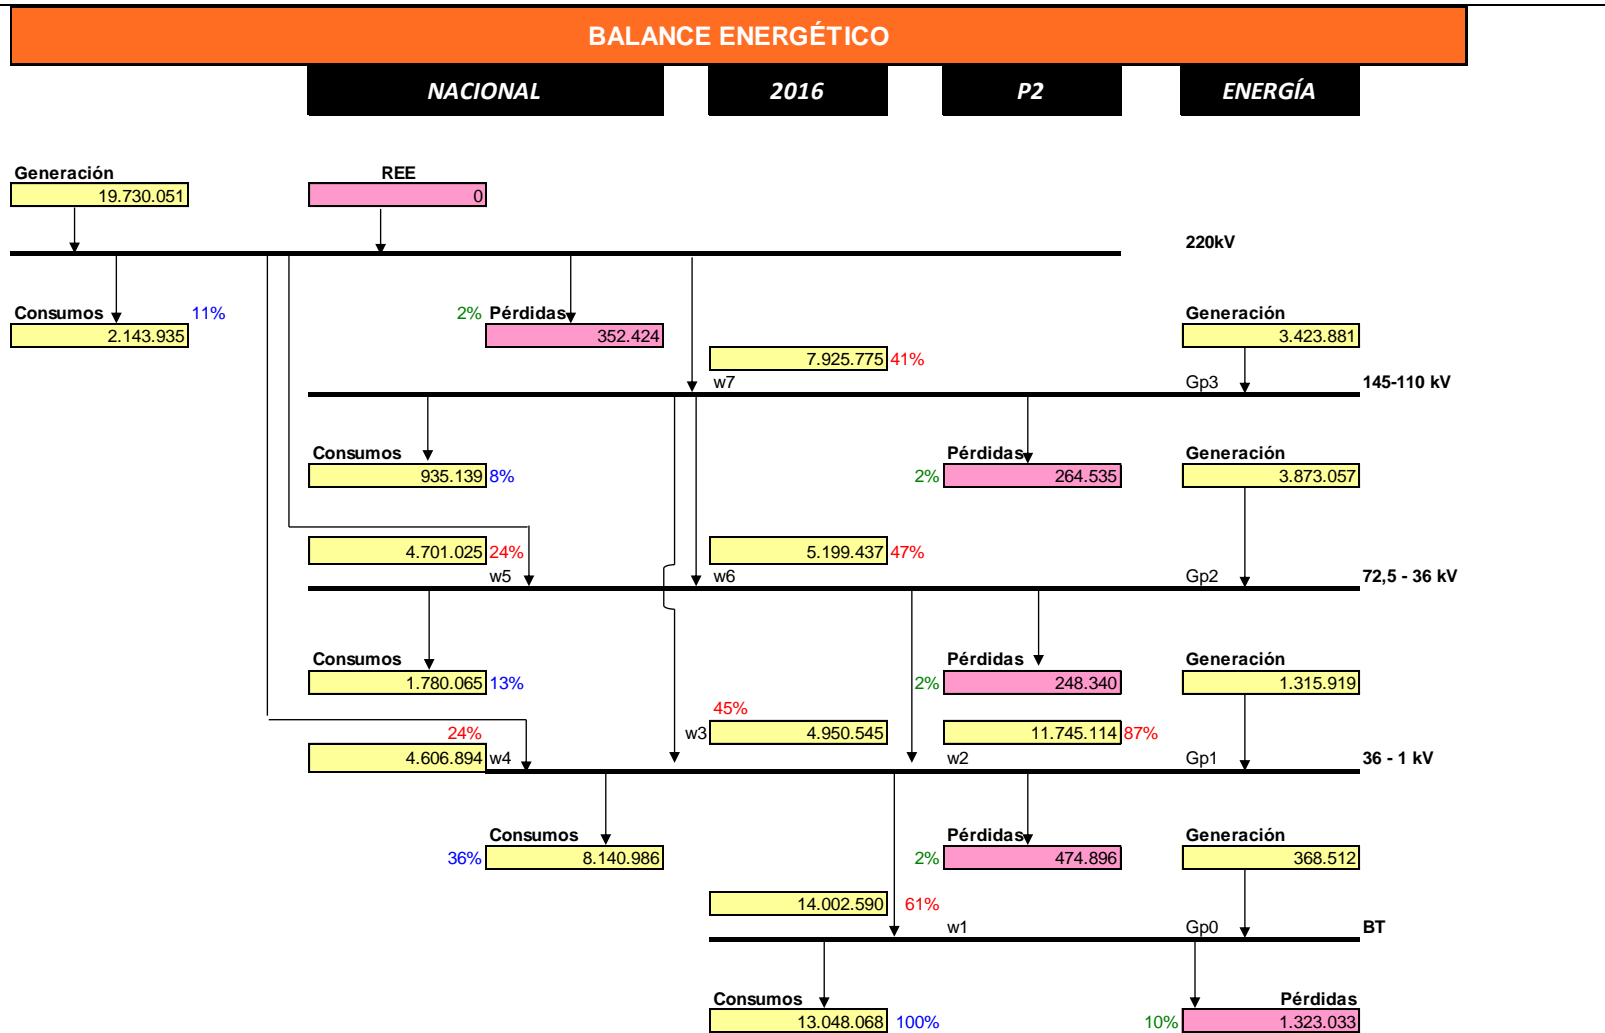 BALANCE ENERGÉTICO
NACIONAL 2016 P2 ENERGÍA
Generación REE
19.730.051 0
220kV
Consumos 11% 2% Pérdidas Generación
2.143.935 352.424 3.423.881
7.925.775 41%
w7 Gp3 145-110 kV
Consumos Pérdidas Generación
935.139 8% 2% 264.535 3.873.057
4.701.025 24% 5.199.437 47%
w5 w6 Gp2 72,5 - 36 kV
Consumos Pérdidas Generación
1.780.065 13% 2% 248.340 1.315.919
45%
24% w3 4.950.545 11.745.114 87%
4.606.894 w4 w2 Gp1 36 - 1 kV
Consumos Pérdidas Generación
36% 8.140.986 2% 474.896 368.512
14.002.590 61%
w1 Gp0 BT
Consumos Pérdidas
13.048.068 100% 10% 1.323.033